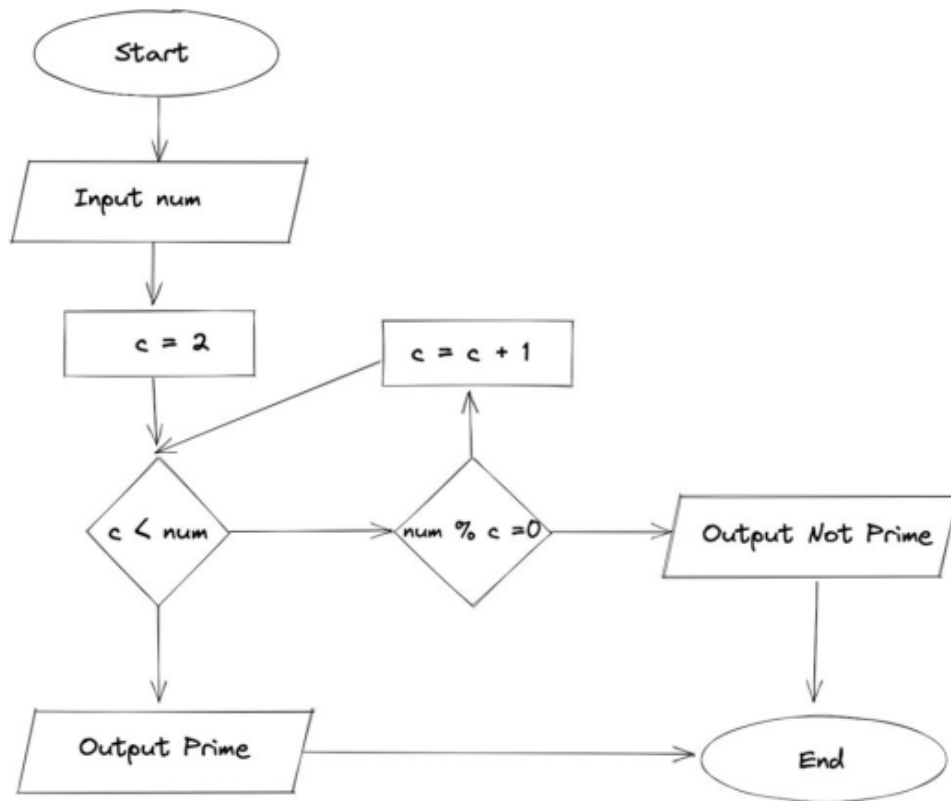 Start
Input num
c = 2
c = c + 1
c < num
num % c =0
Output Not Prime
Output Prime
End